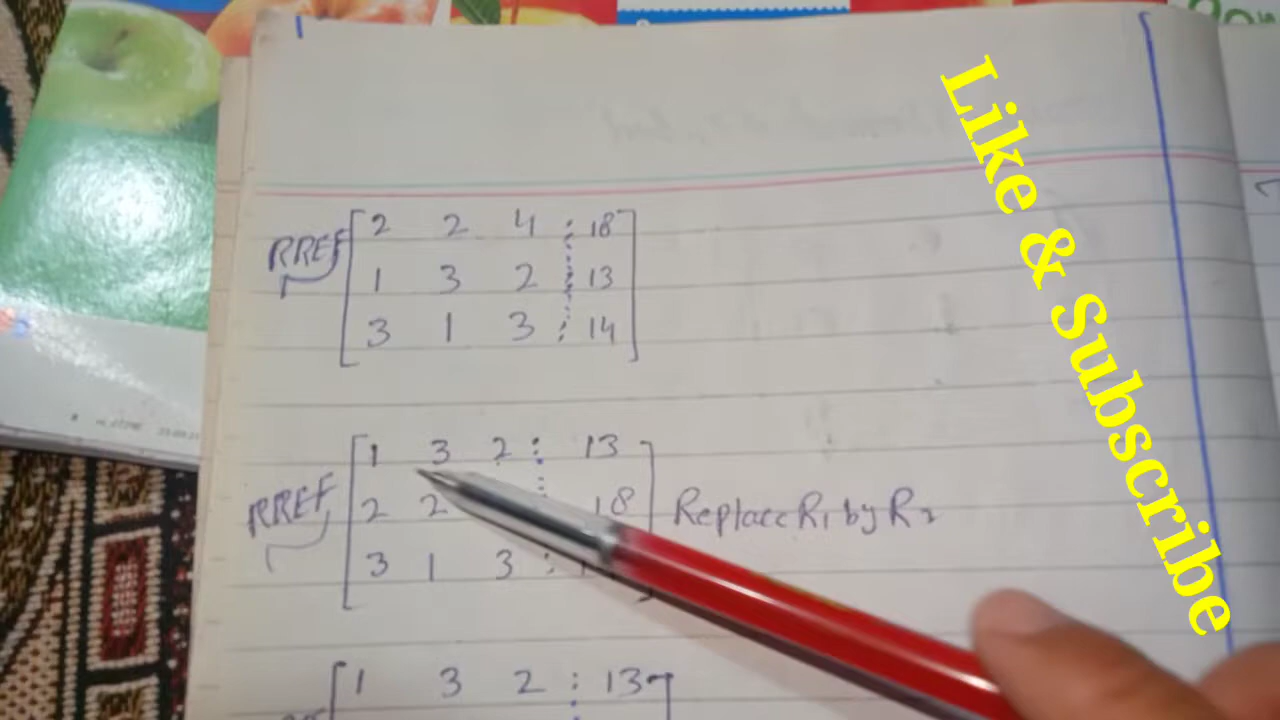 RREF [ 2 2 4 : 18 ]
1 3 2 : 13
3 1 3 : 14
RREF [ 1 3 2 : 13 ]
2 2 18 Replace R1 by R2
3 1 3 :
1 3 2 : 13
Like & Subscribe